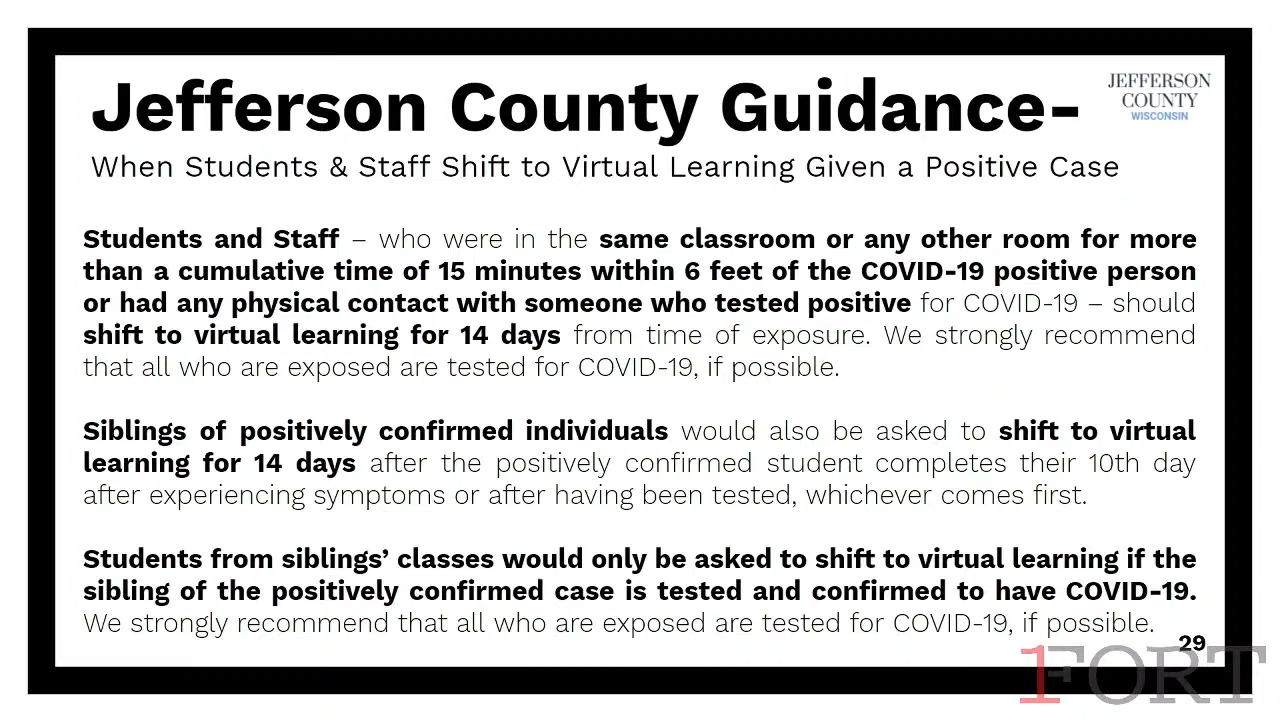 Jefferson County Guidance-
JEFFERSON
COUNTY
WISCONSIN
When Students & Staff Shift to Virtual Learning Given a Positive Case
Students and Staff – who were in the same classroom or any other room for more
than a cumulative time of 15 minutes within 6 feet of the COVID-19 positive person
or had any physical contact with someone who tested positive for COVID-19 – should
shift to virtual learning for 14 days from time of exposure. We strongly recommend
that all who are exposed are tested for COVID-19, if possible.
Siblings of positively confirmed individuals would also be asked to shift to virtual
learning for 14 days after the positively confirmed student completes their 10th day
after experiencing symptoms or after having been tested, whichever comes first.
Students from siblings’ classes would only be asked to shift to virtual learning if the
sibling of the positively confirmed case is tested and confirmed to have COVID-19.
We strongly recommend that all who are exposed are tested for COVID-19, if possible.
29
1FORT